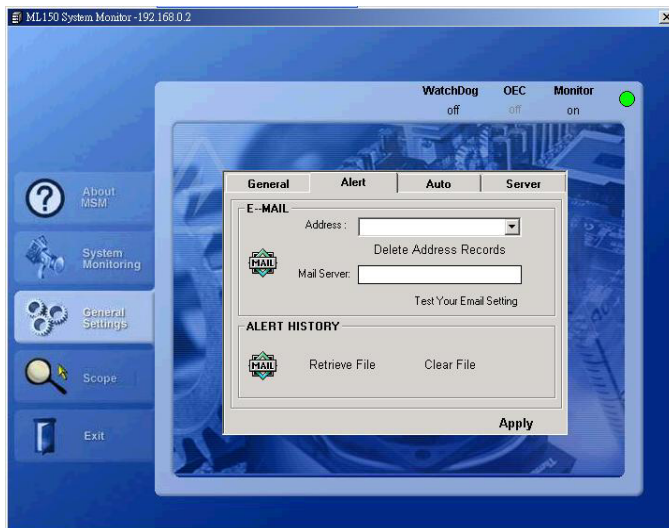 ML150 System Monitor -192.168.0.2
WatchDog OEC Monitor
off off on
About
MSM
System
Monitoring
General
Settings
Scope
Exit
General Alert Auto Server
E--MAIL
Address :
MAIL
Delete Address Records
Mail Server:
Test Your Email Setting
ALERT HISTORY
MAIL
Retrieve File Clear File
Apply